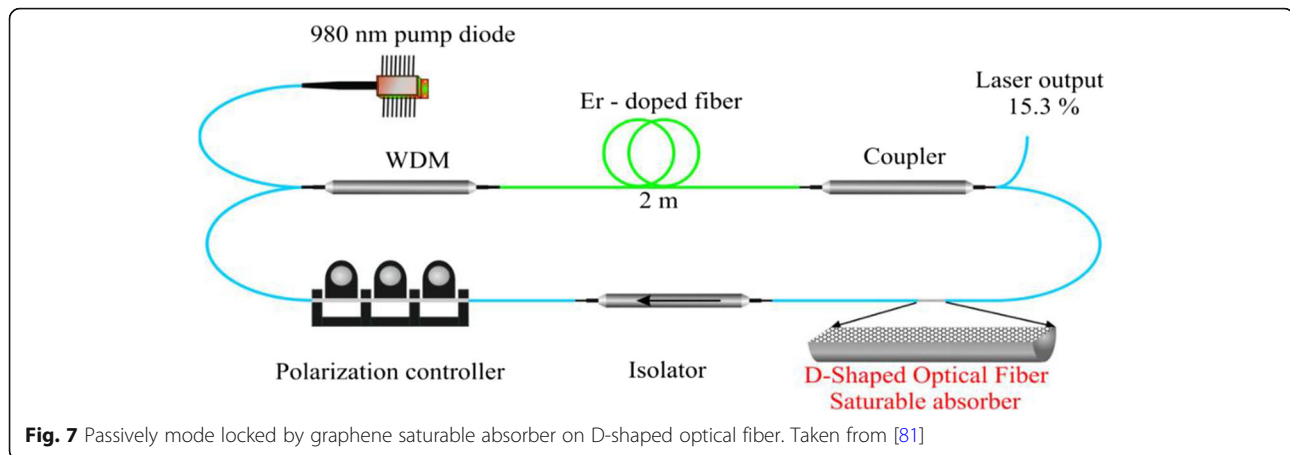 980 nm pump diode
Er - doped fiber
Laser output
15.3 %
WDM
Coupler
2 m
Polarization controller
Isolator
D-Shaped Optical Fiber
Saturable absorber
Fig. 7 Passively mode locked by graphene saturable absorber on D-shaped optical fiber. Taken from [81]